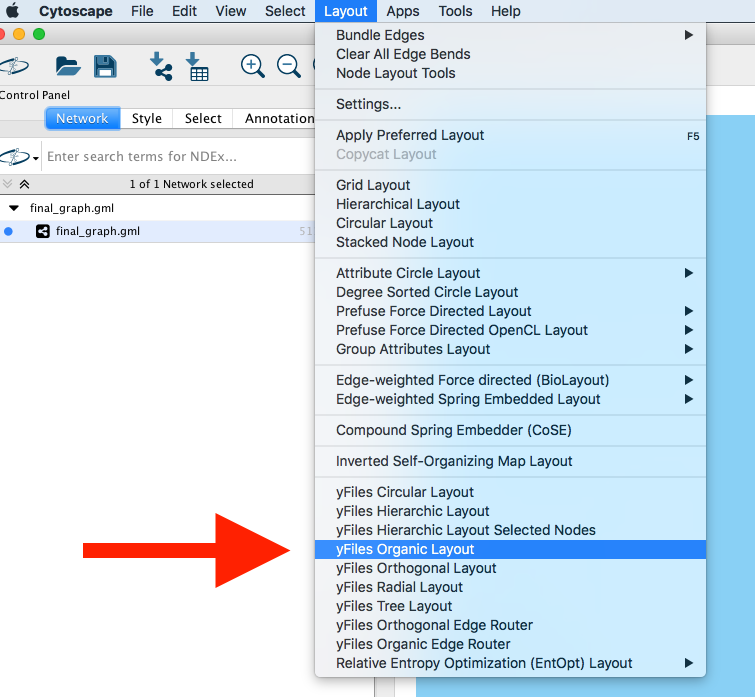 Cytoscape File Edit View Select Layout Apps Tools Help
Control Panel
Network Style Select Annotation
Enter search terms for NDEx...
1 of 1 Network selected
final_graph.gml
final_graph.gml 51
Bundle Edges
Clear All Edge Bends
Node Layout Tools
Settings...
Apply Preferred Layout F5
Copycat Layout
Grid Layout
Hierarchical Layout
Circular Layout
Stacked Node Layout
Attribute Circle Layout
Degree Sorted Circle Layout
Prefuse Force Directed Layout
Prefuse Force Directed OpenCL Layout
Group Attributes Layout
Edge-weighted Force directed (BioLayout)
Edge-weighted Spring Embedded Layout
Compound Spring Embedder (CoSE)
Inverted Self-Organizing Map Layout
yFiles Circular Layout
yFiles Hierarchic Layout
yFiles Hierarchic Layout Selected Nodes
yFiles Organic Layout
yFiles Orthogonal Layout
yFiles Radial Layout
yFiles Tree Layout
yFiles Orthogonal Edge Router
yFiles Organic Edge Router
Relative Entropy Optimization (EntOpt) Layout